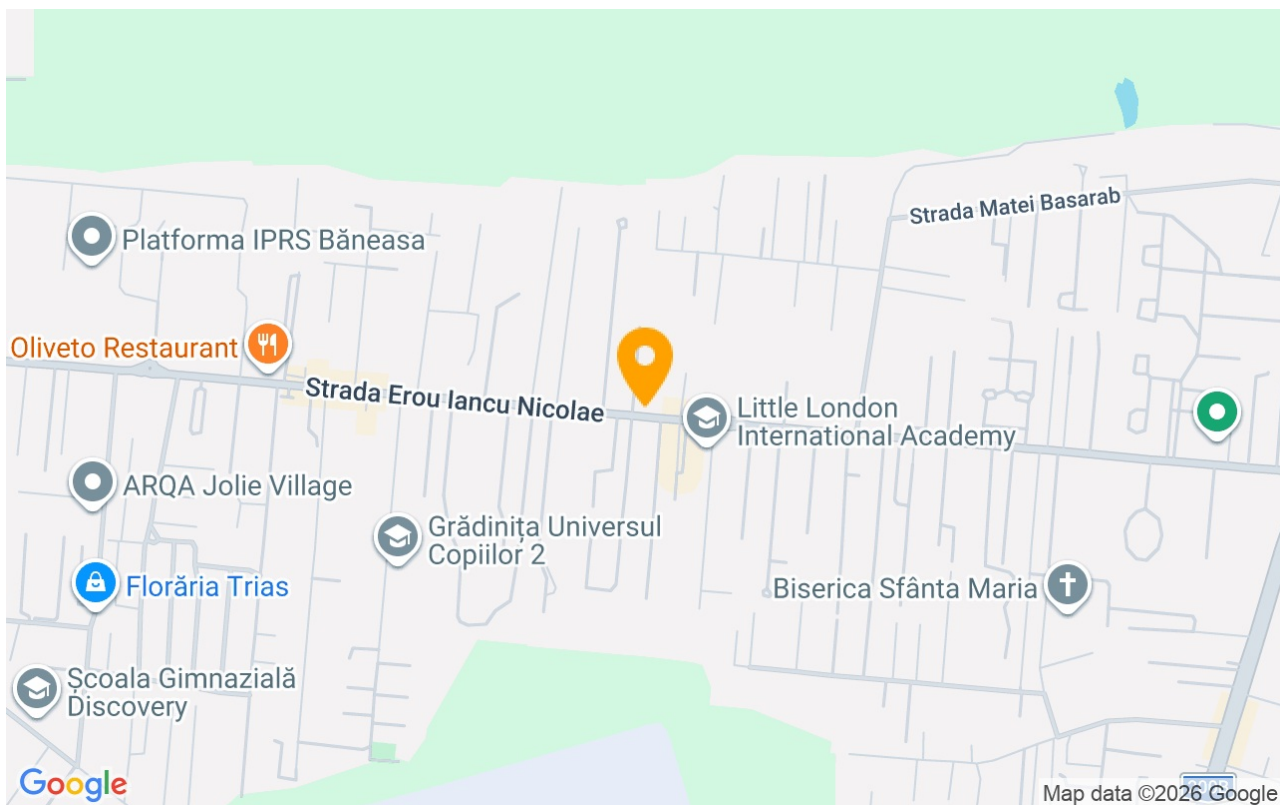 Strada Matei Basarab
Platforma IPRS Băneasa
Oliveto Restaurant
Strada Erou Iancu Nicolae
Little London
International Academy
ARQA Jolie Village
Grădinița Universul
Copiilor 2
Florăria Trias
Biserica Sfânta Maria
Școala Gimnazială
Discovery
Google
Map data ©2026 Google